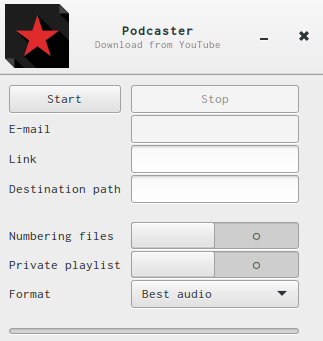 Podcaster
Download from YouTube
Start
Stop
E-mail
Link
Destination path
Numbering files
Private playlist
Format
Best audio